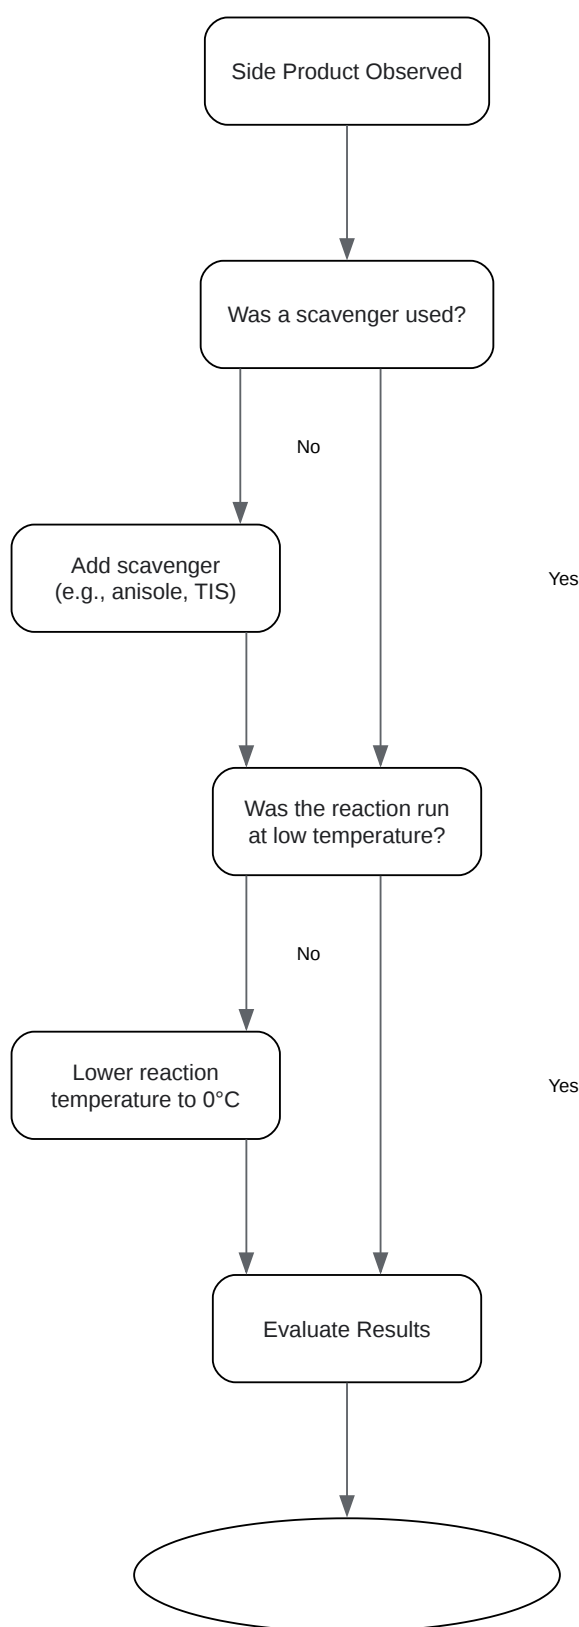 Side Product Observed
Was a scavenger used?
No
Add scavenger
(e.g., anisole, TIS)
Yes
Was the reaction run
at low temperature?
No
Lower reaction
temperature to 0°C
Yes
Evaluate Results